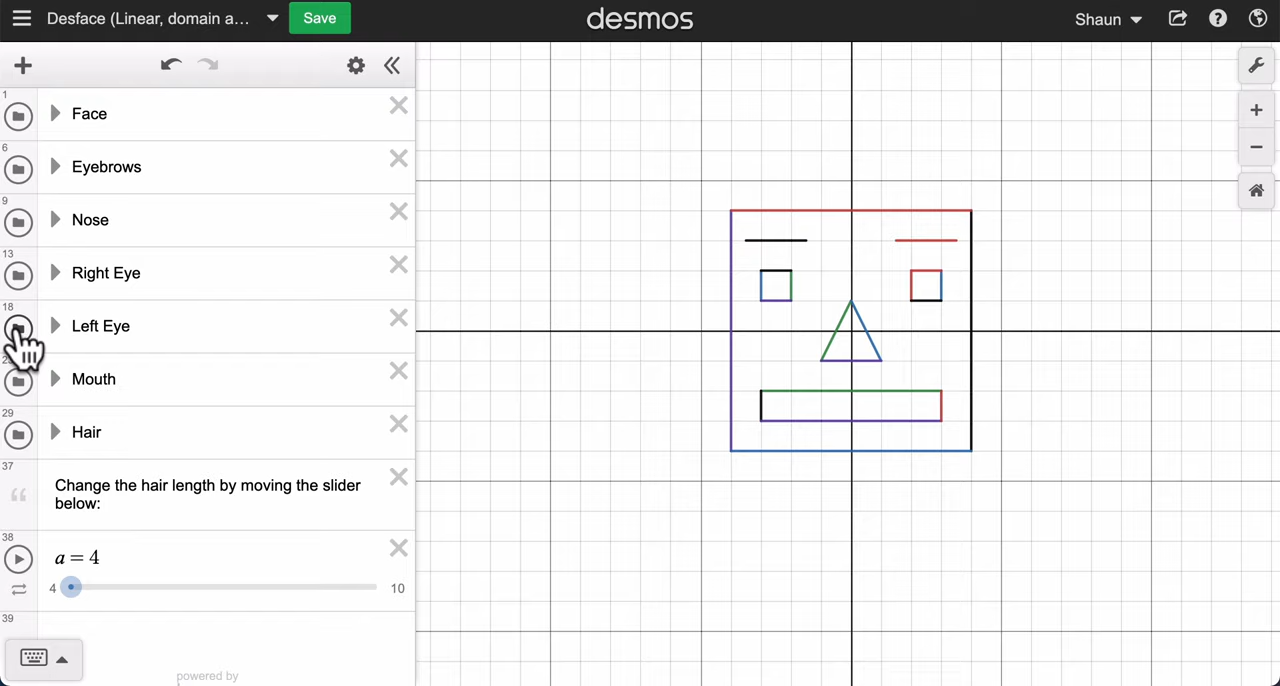 Desface (Linear, domain a...
Save
desmos
Shaun
1
Face
6
Eyebrows
9
Nose
13
Right Eye
18
Left Eye
Mouth
29
Hair
37
Change the hair length by moving the slider
below:
38
a = 4
4
10
39
powered by